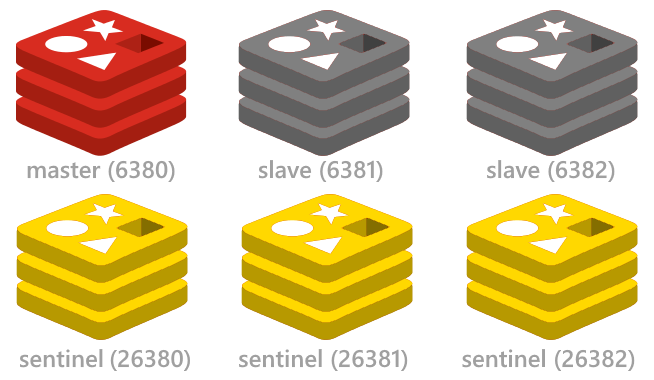 master (6380) slave (6381) slave (6382)
sentinel (26380) sentinel (26381) sentinel (26382)